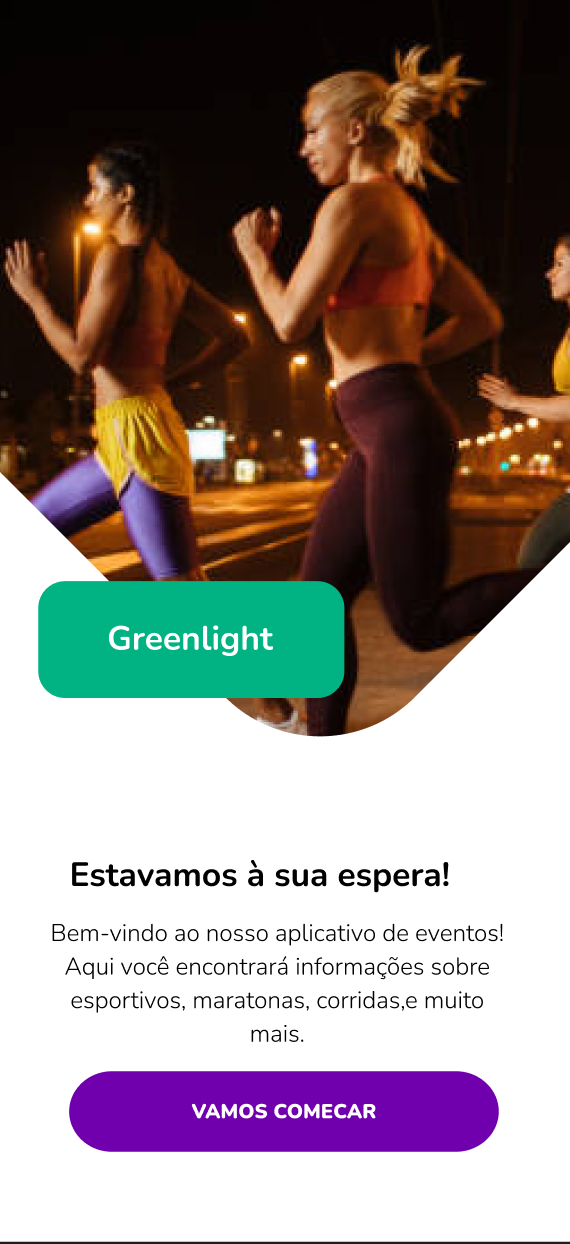 Greenlight
Estavamos à sua espera!
Bem-vindo ao nosso aplicativo de eventos!
Aqui você encontrará informações sobre
esportivos, maratonas, corridas,e muito
mais.
VAMOS COMECAR